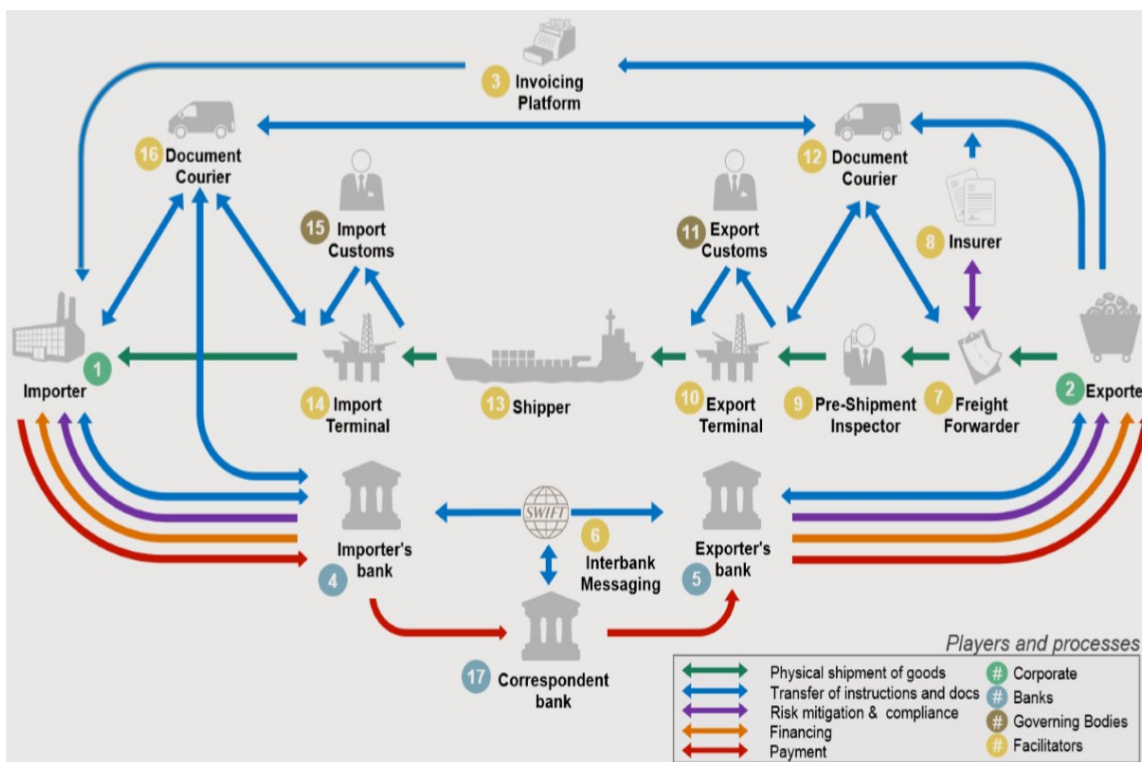 3 Invoicing
Platform
16 Document
Courier
12 Document
Courier
15 Import
Customs
11 Export
Customs
8 Insurer
1
Importer
14 Import
Terminal
13 Shipper
10 Export
Terminal
9 Pre-Shipment
Inspector
7 Freight
Forwarder
2 Exporte
SWIFT
6 Interbank
Messaging
Importer's
bank
4
Exporter's
bank
5
17 Correspondent
bank
Players and processes
Physical shipment of goods
Transfer of instructions and docs
Risk mitigation & compliance
Financing
Payment
# Corporate
# Banks
# Governing Bodies
# Facilitators